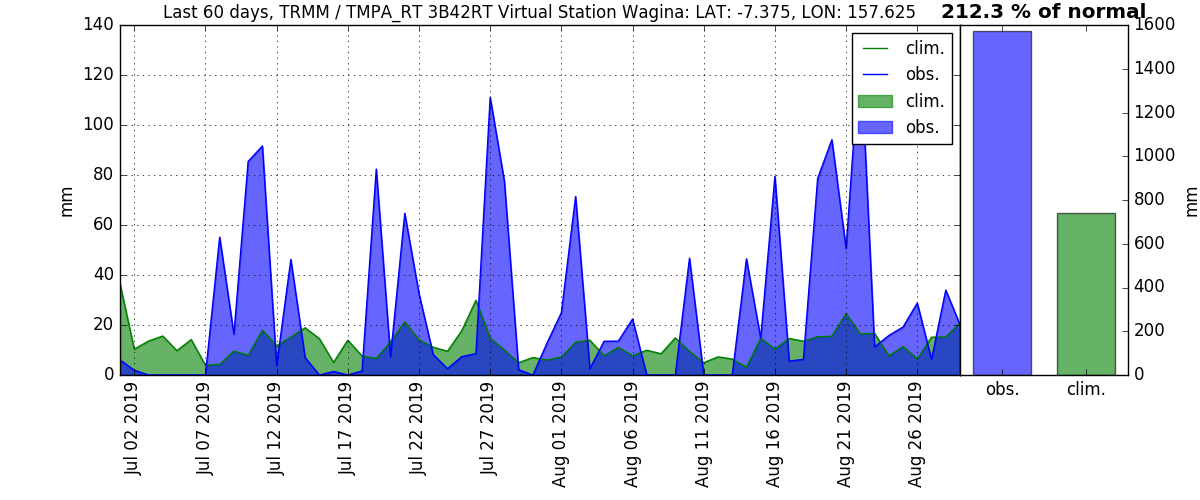 Last 60 days, TRMM / TMPA_RT 3B42RT Virtual Station Wagina: LAT: -7.375, LON: 157.625
212.3 % of normal
140
120
100
80
60
40
20
0
mm
clim.
obs.
clim.
obs.
1600
1400
1200
1000
800
600
400
200
0
mm
obs.
clim.
Jul 02 2019
Jul 07 2019
Jul 12 2019
Jul 17 2019
Jul 22 2019
Jul 27 2019
Aug 01 2019
Aug 06 2019
Aug 11 2019
Aug 16 2019
Aug 21 2019
Aug 26 2019